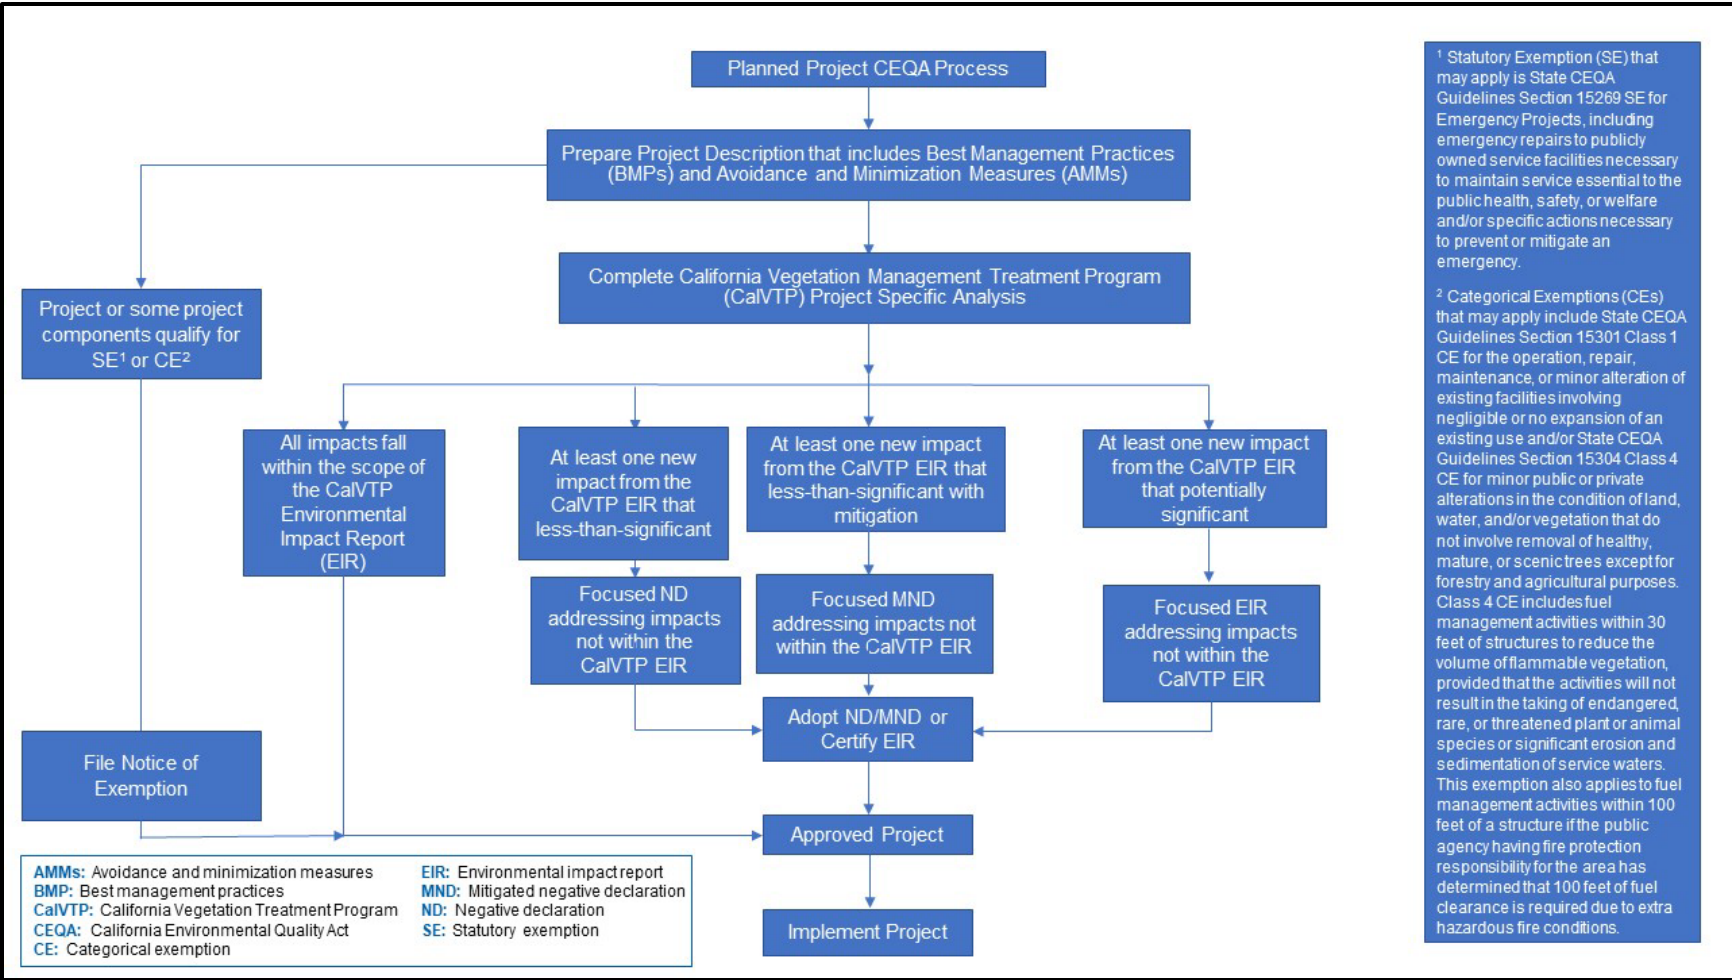 Planned Project CEQA Process
Prepare Project Description that includes Best Management Practices
(BMPs) and Avoidance and Minimization Measures (AMMs)
Complete California Vegetation Management Treatment Program
(CalVTP) Project Specific Analysis
Project or some project
components qualify for
SE¹ or CE²
All impacts fall
within the scope of
the CalVTP
Environmental
Impact Report
(EIR)
At least one new
impact from the
CalVTP EIR that
less-than-significant
At least one new impact
from the CalVTP EIR that
less-than-significant with
mitigation
At least one new impact
from the CalVTP EIR
that potentially
significant
Focused ND
addressing impacts
not within the
CalVTP EIR
Focused MND
addressing impacts not
within the CalVTP EIR
Focused EIR
addressing impacts
not within the
CalVTP EIR
Adopt ND/MND or
Certify EIR
File Notice of
Exemption
Approved Project
Implement Project
AMMs: Avoidance and minimization measures
BMP: Best management practices
CalVTP: California Vegetation Treatment Program
CEQA: California Environmental Quality Act
CE: Categorical exemption
EIR: Environmental impact report
MND: Mitigated negative declaration
ND: Negative declaration
SE: Statutory exemption
¹ Statutory Exemption (SE) that
may apply is State CEQA
Guidelines Section 15269 SE for
Emergency Projects, including
emergency repairs to publicly
owned service facilities necessary
to maintain service essential to the
public health, safety, or welfare
and/or specific actions necessary
to prevent or mitigate an
emergency.
² Categorical Exemptions (CEs)
that may apply include State CEQA
Guidelines Section 15301 Class 1
CE for the operation, repair,
maintenance, or minor alteration of
existing facilities involving
negligible or no expansion of an
existing use and/or State CEQA
Guidelines Section 15304 Class 4
CE for minor public or private
alterations in the condition of land,
water, and/or vegetation that do
not involve removal of healthy,
mature, or scenic trees except for
forestry and agricultural purposes.
Class 4 CE includes fuel
management activities within 30
feet of structures to reduce the
volume of flammable vegetation,
provided that the activities will not
result in the taking of endangered,
rare, or threatened plant or animal
species or significant erosion and
sedimentation of service waters.
This exemption also applies to fuel
management activities within 100
feet of a structure if the public
agency having fire protection
responsibility for the area has
determined that 100 feet of fuel
clearance is required due to extra
hazardous fire conditions.